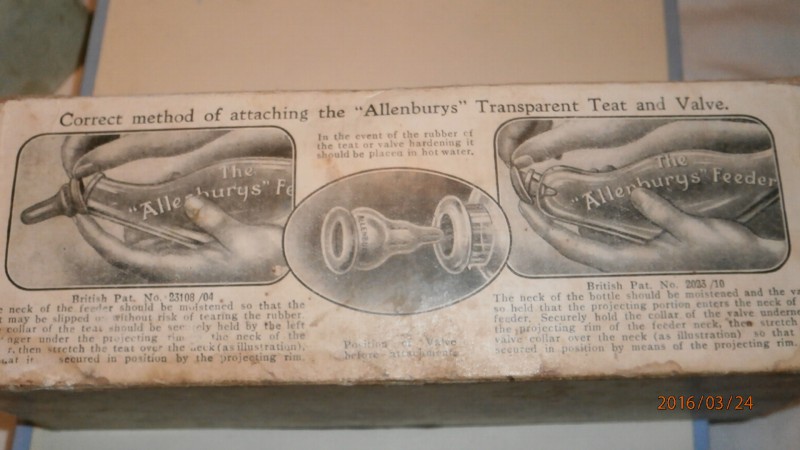 Correct method of attaching the "Allenburys" Transparent Teat and Valve.
The
"Allenburys" Fe
In the event of the rubber of
the teat or valve hardening it
should be placed in hot water.
ALLEN
The
"Allenburys" Feeder
British Pat. No. 23108/04.
neck of the feeder should be moistened so that the
may be slipped without risk of tearing the rubber.
collar of the teat should be held by the left
under the projecting the neck of the
then stretch the teat over the neck (as illustration),
secured in position by the projecting rim.
Position of Valve
before attachment.
British Pat. No. 2023/10
The neck of the bottle should be moistened and the va
so held that the projecting portion enters the neck of
feeder. Securely hold the collar of the valve underne
the projecting rim of the feeder neck, then stretch
valve collar over the neck (as illustration) so that
secured in position by means of the projecting rim.
2016/03/24